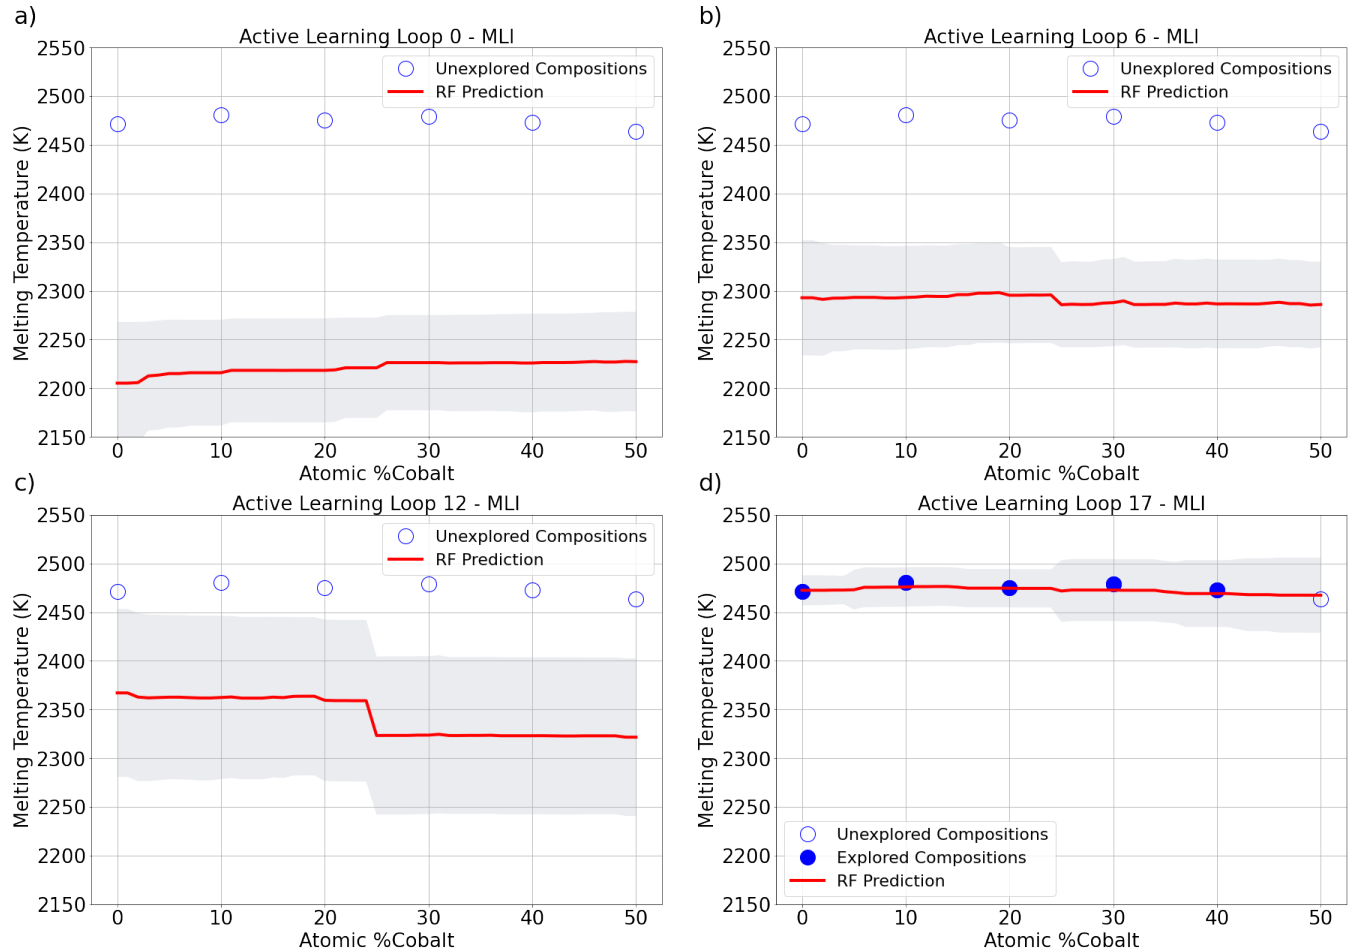 a)
Active Learning Loop 0 - MLI
Unexplored Compositions
RF Prediction
2550
2500
2450
2400
2350
2300
2250
2200
2150
Melting Temperature (K)
0 10 20 30 40 50
Atomic %Cobalt
b)
Active Learning Loop 6 - MLI
Unexplored Compositions
RF Prediction
2550
2500
2450
2400
2350
2300
2250
2200
2150
Melting Temperature (K)
0 10 20 30 40 50
Atomic %Cobalt
c)
Active Learning Loop 12 - MLI
Unexplored Compositions
RF Prediction
2550
2500
2450
2400
2350
2300
2250
2200
2150
Melting Temperature (K)
0 10 20 30 40 50
Atomic %Cobalt
d)
Active Learning Loop 17 - MLI
2550
2500
2450
2400
2350
2300
2250
2200
2150
Melting Temperature (K)
Unexplored Compositions
Explored Compositions
RF Prediction
0 10 20 30 40 50
Atomic %Cobalt